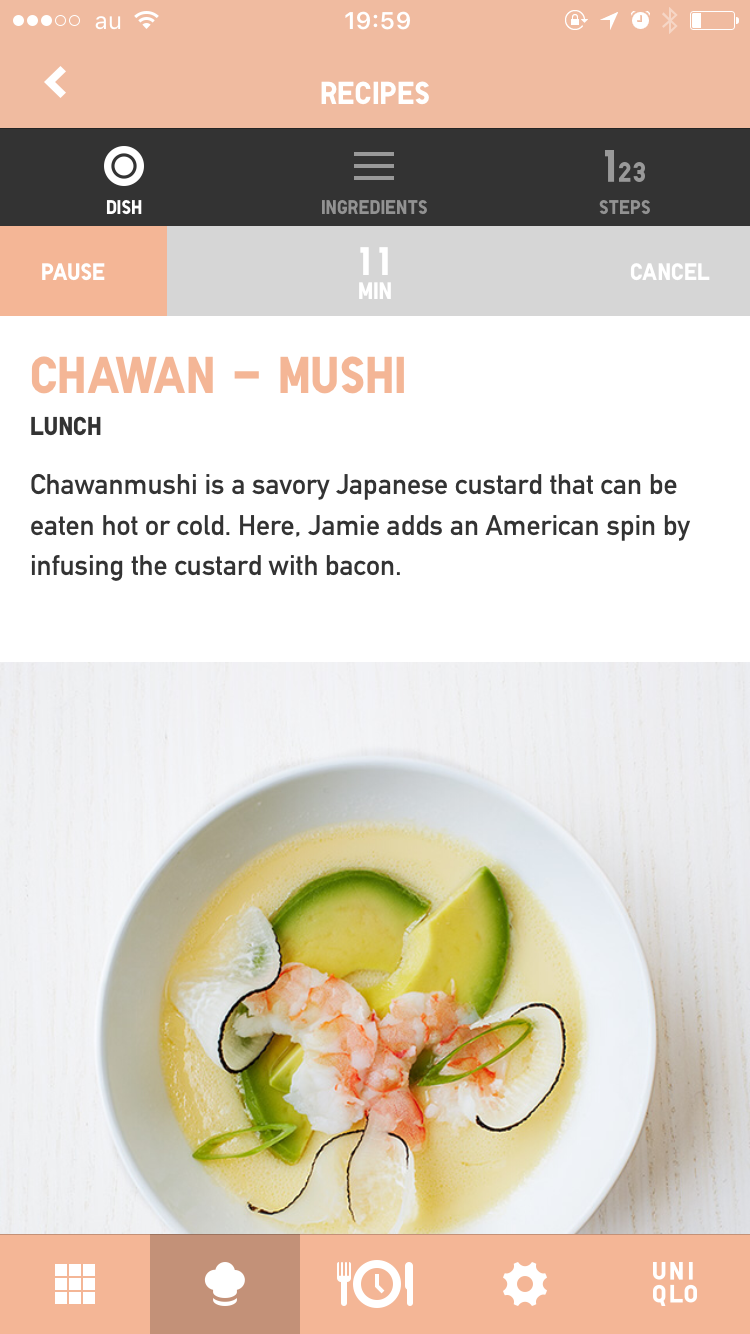 au 19:59
RECIPES
DISH INGREDIENTS 123 STEPS
PAUSE 11 MIN CANCEL
CHAWAN – MUSHI
LUNCH
Chawanmushi is a savory Japanese custard that can be
eaten hot or cold. Here, Jamie adds an American spin by
infusing the custard with bacon.
UNI
QLO